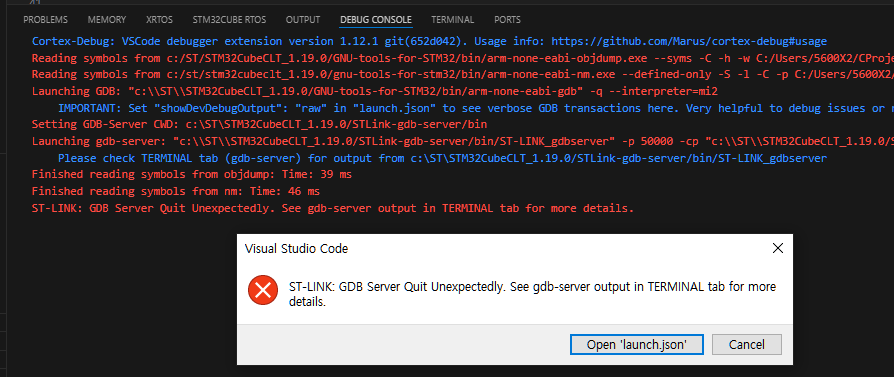 PROBLEMS MEMORY XRTOS STM32CUBE RTOS OUTPUT DEBUG CONSOLE TERMINAL PORTS
Cortex-Debug: VSCode debugger extension version 1.12.1 git(652d042). Usage info: https://github.com/Marus/cortex-debug#usage
Reading symbols from c:/ST/STM32CubeCLT_1.19.0/GNU-tools-for-STM32/bin/arm-none-eabi-objdump.exe --syms -C -h -w C:/Users/5600X2/CProje
Reading symbols from c:/st/stm32cubeclt_1.19.0/GNU-tools-for-STM32/bin/arm-none-eabi-nm.exe --defined-only -S -l -C -p C:/Users/5600X2/
Launching GDB: "c:\\ST\\STM32CubeCLT_1.19.0/GNU-tools-for-STM32/bin/arm-none-eabi-gdb" -q --interpreter=mi2
IMPORTANT: Set "showDevDebugOutput": "raw" in "launch.json" to see verbose GDB transactions here. Very helpful to debug issues or r
Setting GDB-Server CWD: c:\ST\STM32CubeCLT_1.19.0/STLink-gdb-server/bin
Launching gdb-server: "c:\\ST\\STM32CubeCLT_1.19.0/STLink-gdb-server/bin/ST-LINK_gdbserver" -p 50000 -cp "c:\\ST\\STM32CubeCLT_1.19.0/S
Please check TERMINAL tab (gdb-server) for output from c:\ST\STM32CubeCLT_1.19.0/STLink-gdb-server/bin/ST-LINK_gdbserver
Finished reading symbols from objdump: Time: 39 ms
Finished reading symbols from nm: Time: 46 ms
ST-LINK: GDB Server Quit Unexpectedly. See gdb-server output in TERMINAL tab for more details.
Visual Studio Code
ST-LINK: GDB Server Quit Unexpectedly. See gdb-server output in TERMINAL tab for more
details.
Open 'launch.json' Cancel